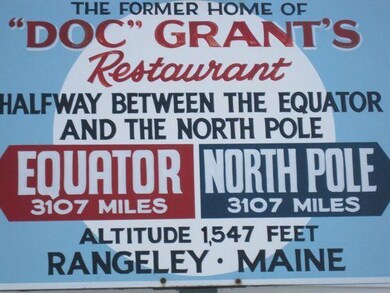 THE FORMER HOME OF
"DOC" GRANT'S
Restaurant
HALFWAY BETWEEN THE EQUATOR
AND THE NORTH POLE
EQUATOR
3107 MILES
NORTH POLE
3107 MILES
ALTITUDE 1,547 FEET
RANGELEY · MAINE